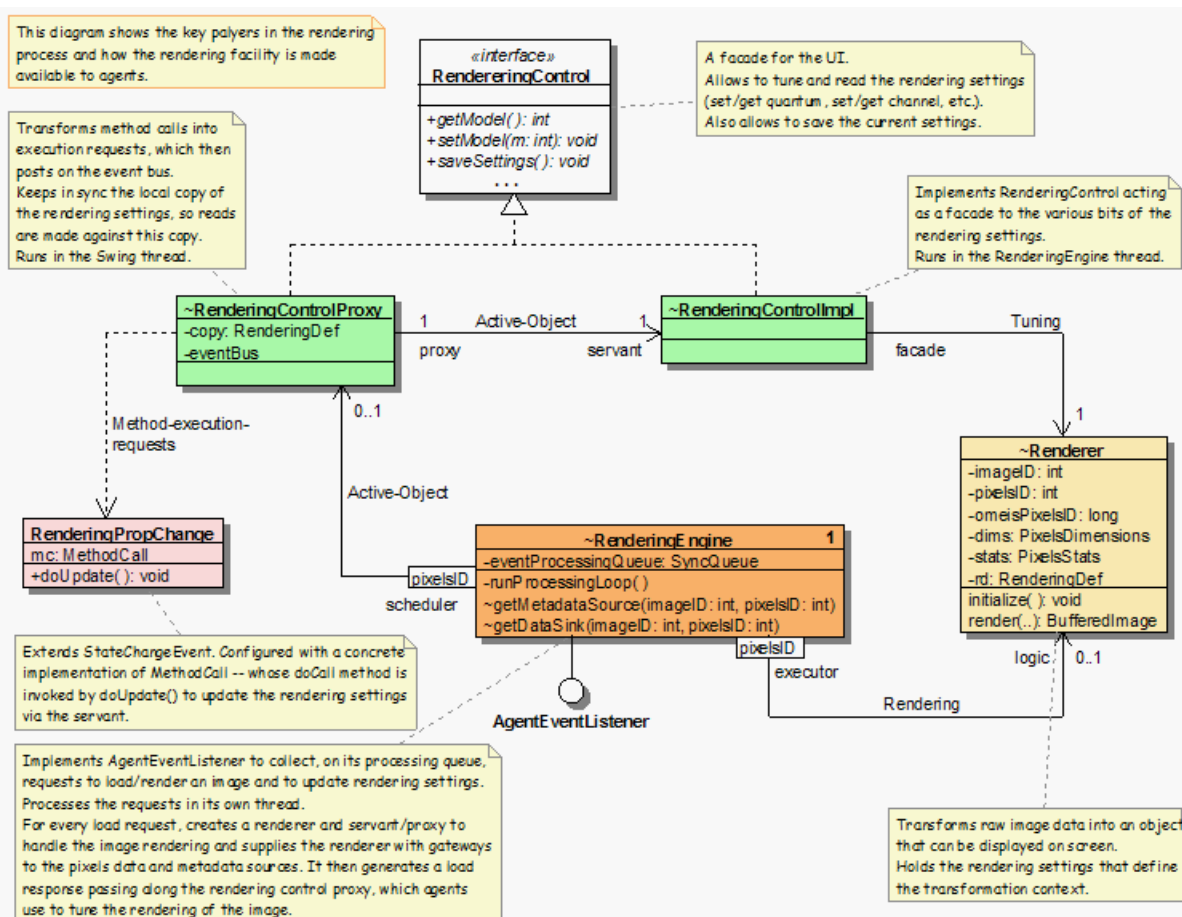 This diagram shows the key palyers in the rendering
process and how the rendering facility is made
available to agents.
«interface»
RendereringControl
+getModel( ): int
+setModel(m: int): void
+saveSettings( ): void
...
A facade for the UI.
Allows to tune and read the rendering settings
(set/get quantum, set/get channel, etc.).
Also allows to save the current settings.
Transforms method calls into
execution requests, which then
posts on the event bus.
Keeps in sync the local copy of
the rendering settings, so reads
are made against this copy.
Runs in the Swing thread.
Implements RenderingControl acting
as a facade to the various bits of the
rendering settings.
Runs in the RenderingEngine thread.
~RenderingControlProxy
-copy: RenderingDef
-eventBus
1
Active-Object
1
proxy
servant
~RenderingControlImpl
Tuning
facade
1
0..1
Method-execution-
requests
Active-Object
RenderingPropChange
mc: MethodCall
+doUpdate( ): void
pixelsID
scheduler
~RenderingEngine
1
-eventProcessingQueue: SyncQueue
-runProcessingLoop( )
~getMetadataSource(imageID: int, pixelsID: int)
~getDataSink(imageID: int, pixelsID: int)
pixelsID
executor
AgentEventListener
~Renderer
-imageID: int
-pixelsID: int
-omeisPixelsID: long
-dims: PixelsDimensions
-stats: PixelsStats
-rd: RenderingDef
initialize( ): void
render(..): BufferedImage
logic
0..1
Rendering
Extends StateChangeEvent. Configured with a concrete
implementation of MethodCall -- whose doCall method is
invoked by doUpdate() to update the rendering settings
via the servant.
Implements AgentEventListener to collect, on its processing queue,
requests to load/render an image and to update rendering settings.
Processes the requests in its own thread.
For every load request, creates a renderer and servant/proxy to
handle the image rendering and supplies the renderer with gateways
to the pixels data and metadata sources. It then generates a load
response passing along the rendering control proxy, which agents
use to tune the rendering of the image.
Transforms raw image data into an object
that can be displayed on screen.
Holds the rendering settings that define
the transformation context.